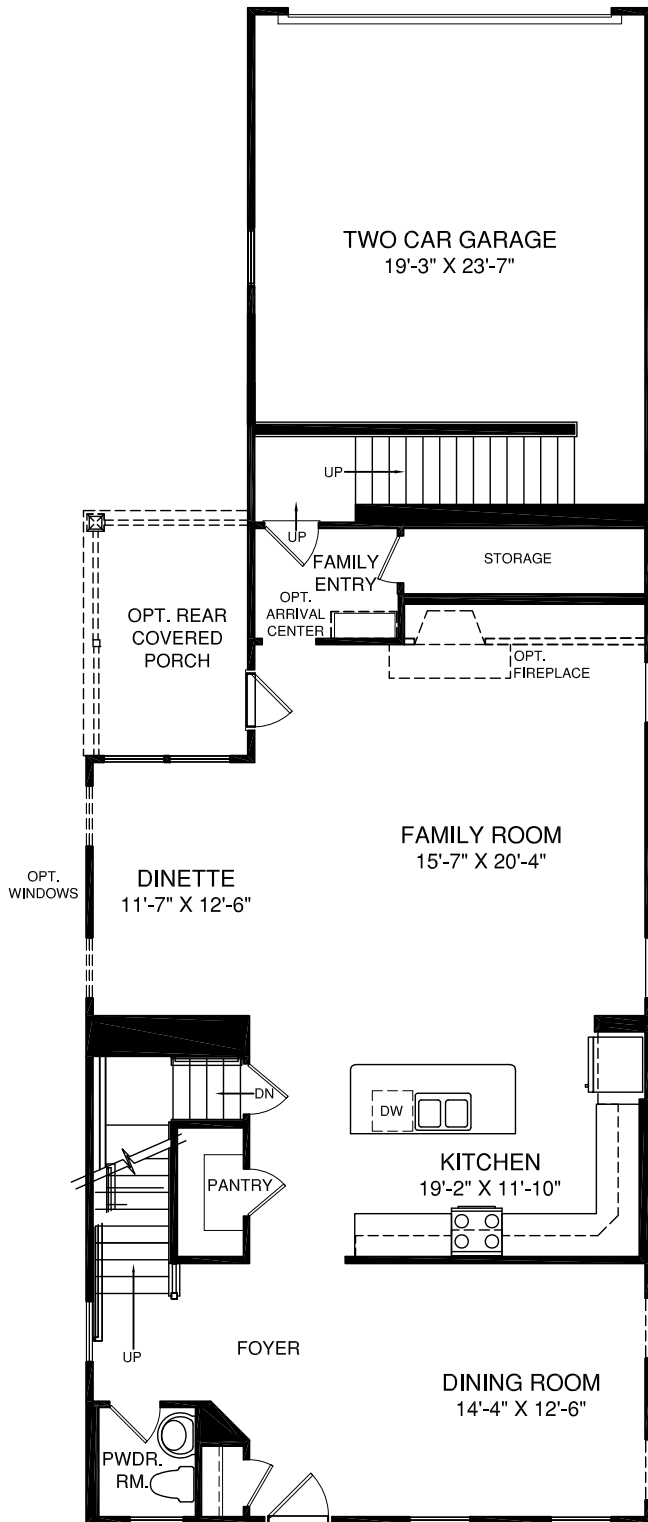 TWO CAR GARAGE
19'-3" X 23'-7"
UP
UP
FAMILY
ENTRY
STORAGE
OPT.
ARRIVAL
CENTER
OPT. REAR
COVERED
PORCH
OPT.
FIREPLACE
FAMILY ROOM
15'-7" X 20'-4"
OPT.
WINDOWS
DINETTE
11'-7" X 12'-6"
DN
DW
KITCHEN
19'-2" X 11'-10"
PANTRY
UP
FOYER
DINING ROOM
14'-4" X 12'-6"
PWDR.
RM.